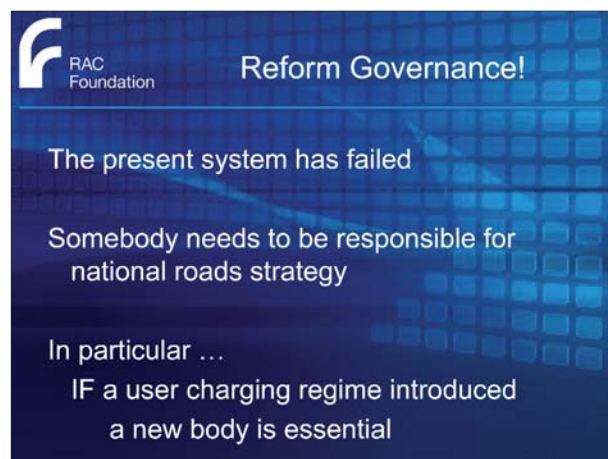 RAC
Foundation
Reform Governance!
The present system has failed
Somebody needs to be responsible for
national roads strategy
In particular …
IF a user charging regime introduced
a new body is essential